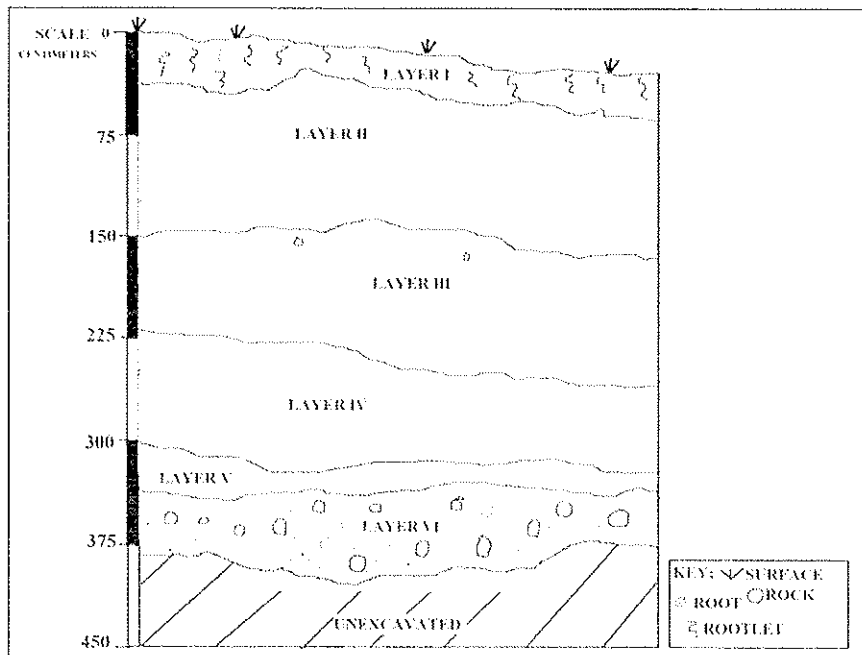 SCALE 0
CENTIMETERS
LAYER I
75
LAYER II
150
LAYER III
225
LAYER IV
300
LAYER V
LAYER VI
375
UNEXCAVATED
450
KEY: SURFACE
ROOT ROCK
ROOTLET